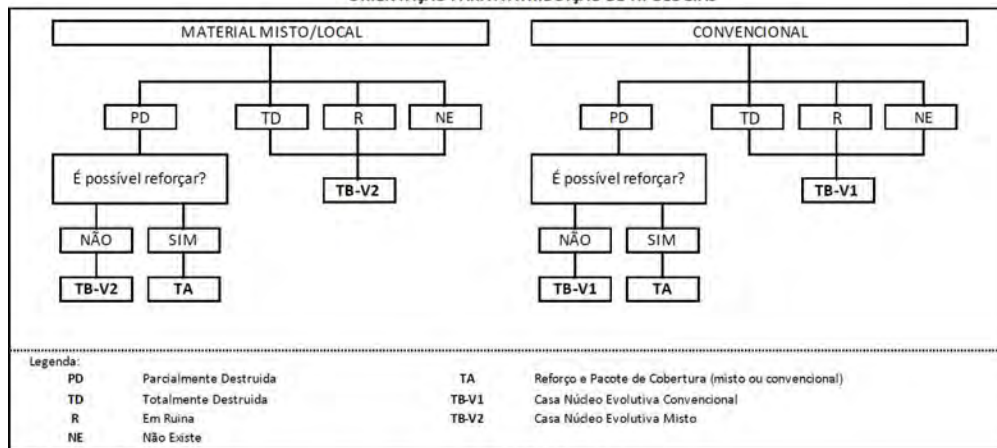 MATERIAL MISTO/LOCAL
CONVENCIONAL
PD
TD
R
NE
PD
TD
R
NE
É possível reforçar?
TB-V2
É possível reforçar?
TB-V1
NÃO
SIM
NÃO
SIM
TB-V2
TA
TB-V1
TA
Legenda:
PD Parcialmente Destruida TA Reforço e Pacote de Cobertura (misto ou convencional)
TD Totalmente Destruida TB-V1 Casa Núcleo Evolutiva Convencional
R Em Ruina TB-V2 Casa Núcleo Evolutiva Misto
NE Não Existe